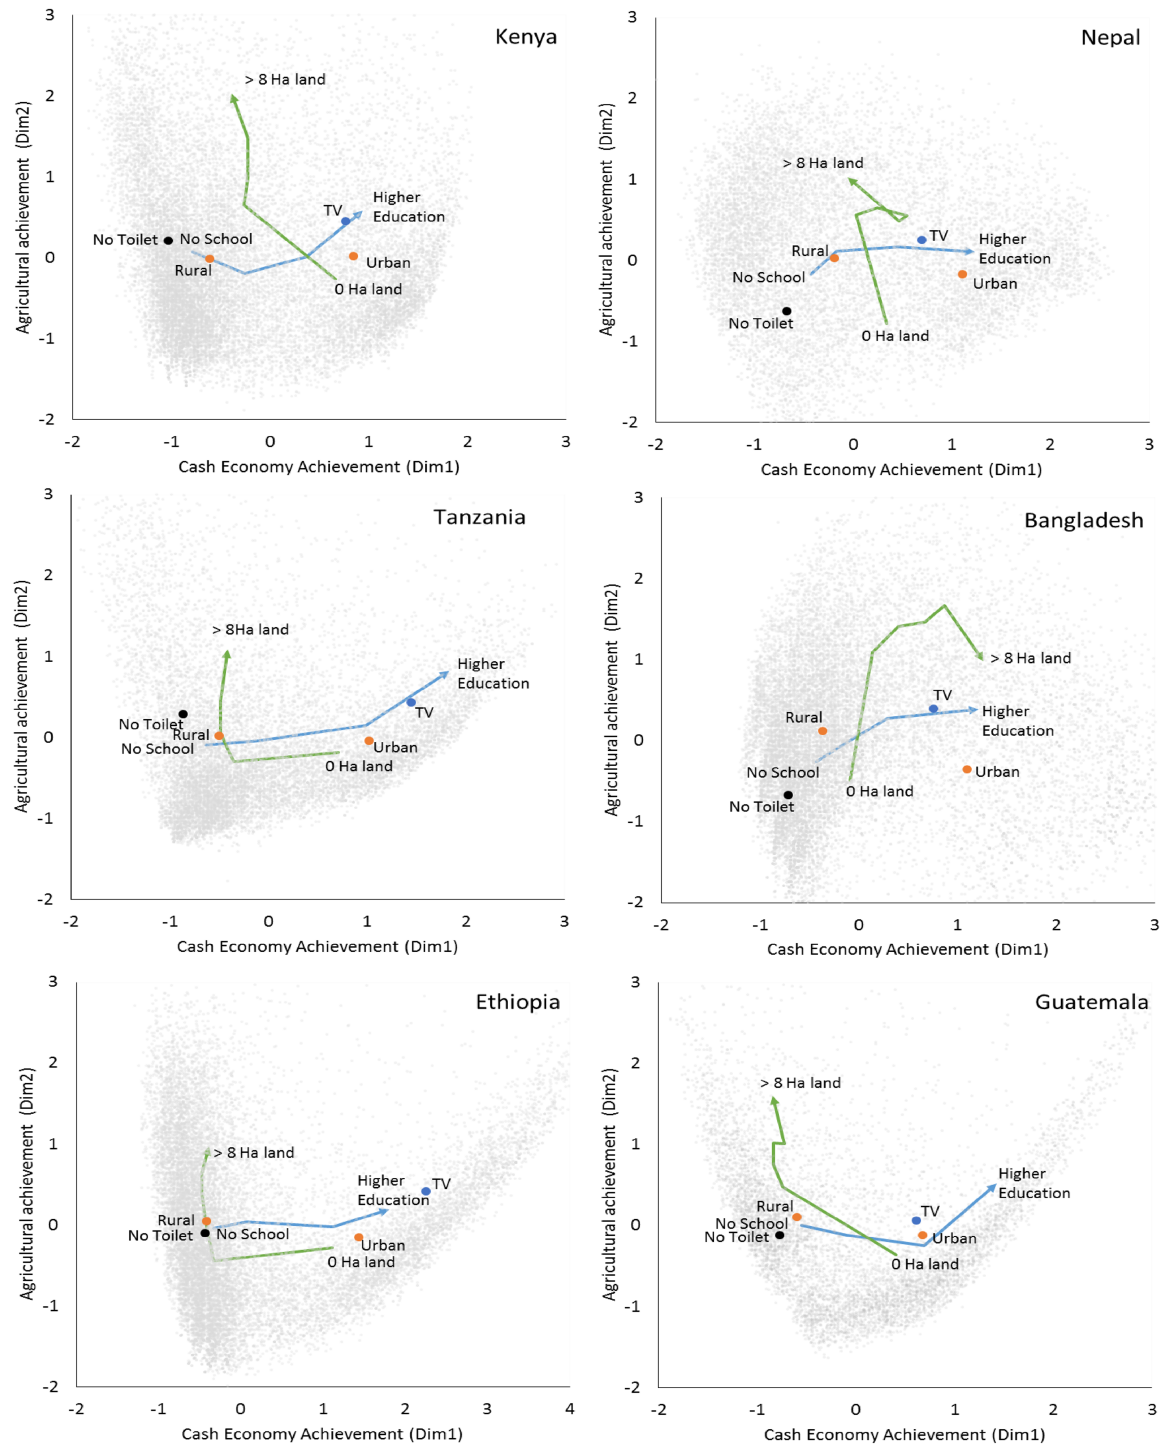 Kenya
Agricultural achievement (Dim2)
3
2
1
0
-1
-2
> 8 Ha land
Higher
Education
TV
No Toilet
No School
Rural
Urban
0 Ha land
-2
-1
0
1
2
3
Cash Economy Achievement (Dim1)
Nepal
Agricultural achievement (Dim2)
3
2
1
0
-1
-2
> 8 Ha land
TV
Higher
Education
Rural
No School
Urban
No Toilet
0 Ha land
-2
-1
0
1
2
3
Cash Economy Achievement (Dim1)
Tanzania
Agricultural achievement (Dim2)
3
2
1
0
-1
-2
> 8Ha land
Higher
Education
No Toilet
TV
Rural
No School
Urban
0 Ha land
-2
-1
0
1
2
3
Cash Economy Achievement (Dim1)
Bangladesh
Agricultural achievement (Dim2)
3
2
1
0
-1
-2
> 8 Ha land
TV
Rural
Higher
Education
No School
Urban
No Toilet
0 Ha land
-2
-1
0
1
2
3
Cash Economy Achievement (Dim1)
Ethiopia
Agricultural achievement (Dim2)
3
2
1
0
-1
-2
> 8 Ha land
Higher
Education
TV
Rural
No Toilet
No School
Urban
0 Ha land
-2
-1
0
1
2
3
4
Cash Economy Achievement (Dim1)
Guatemala
Agricultural achievement (Dim2)
3
2
1
0
-1
-2
> 8 Ha land
Higher
Education
Rural
TV
No School
No Toilet
Urban
0 Ha land
-2
-1
0
1
2
3
Cash Economy Achievement (Dim1)